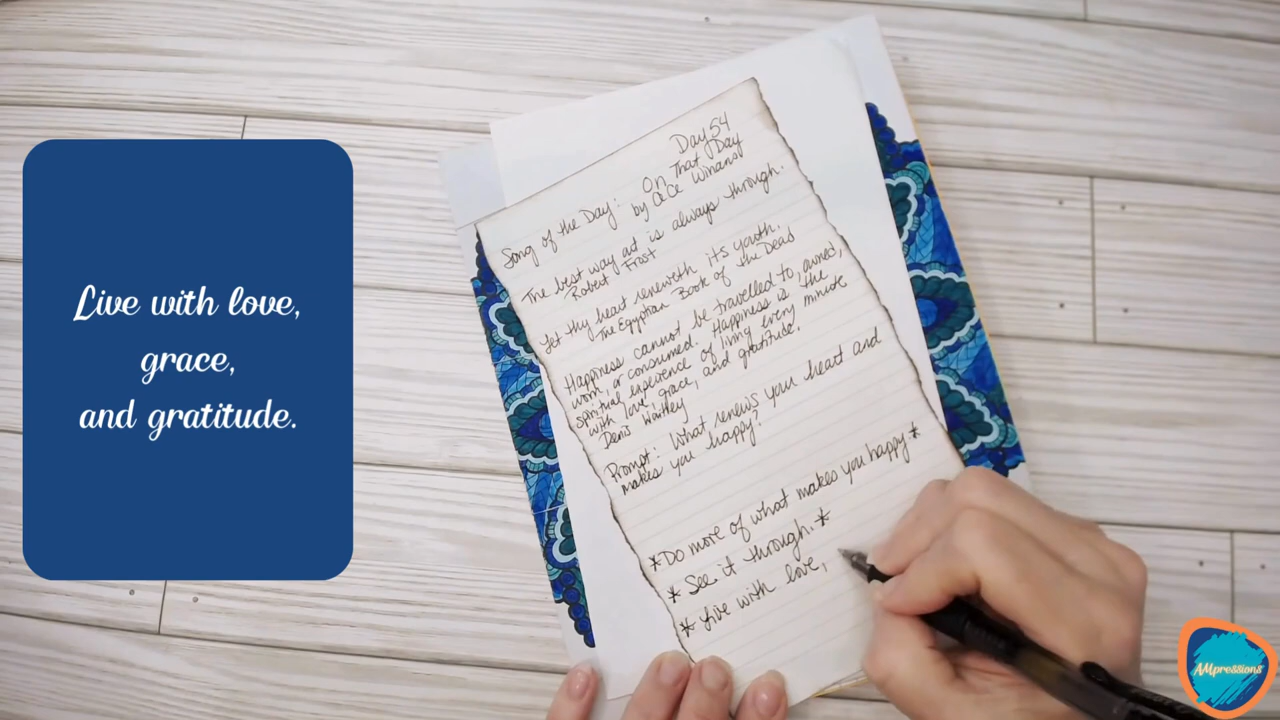 Live with love,
grace,
and gratitude.
Day 54
On That Day
Song of the Day: by CeCe Winans
The best way out is always through.
Robert Frost
Let thy heart reneweth its youth.
The Egyptian Book of the Dead
Happiness cannot be travelled to, owned,
worn, or consumed. Happiness is the
spiritual experience of living every minute
with love, grace, and gratitude.
Denis Waitley
Prompt: What renews your heart and
makes you happy?
*Do more of what makes you happy*
*See it through.*
*Live with love,
AMpressions